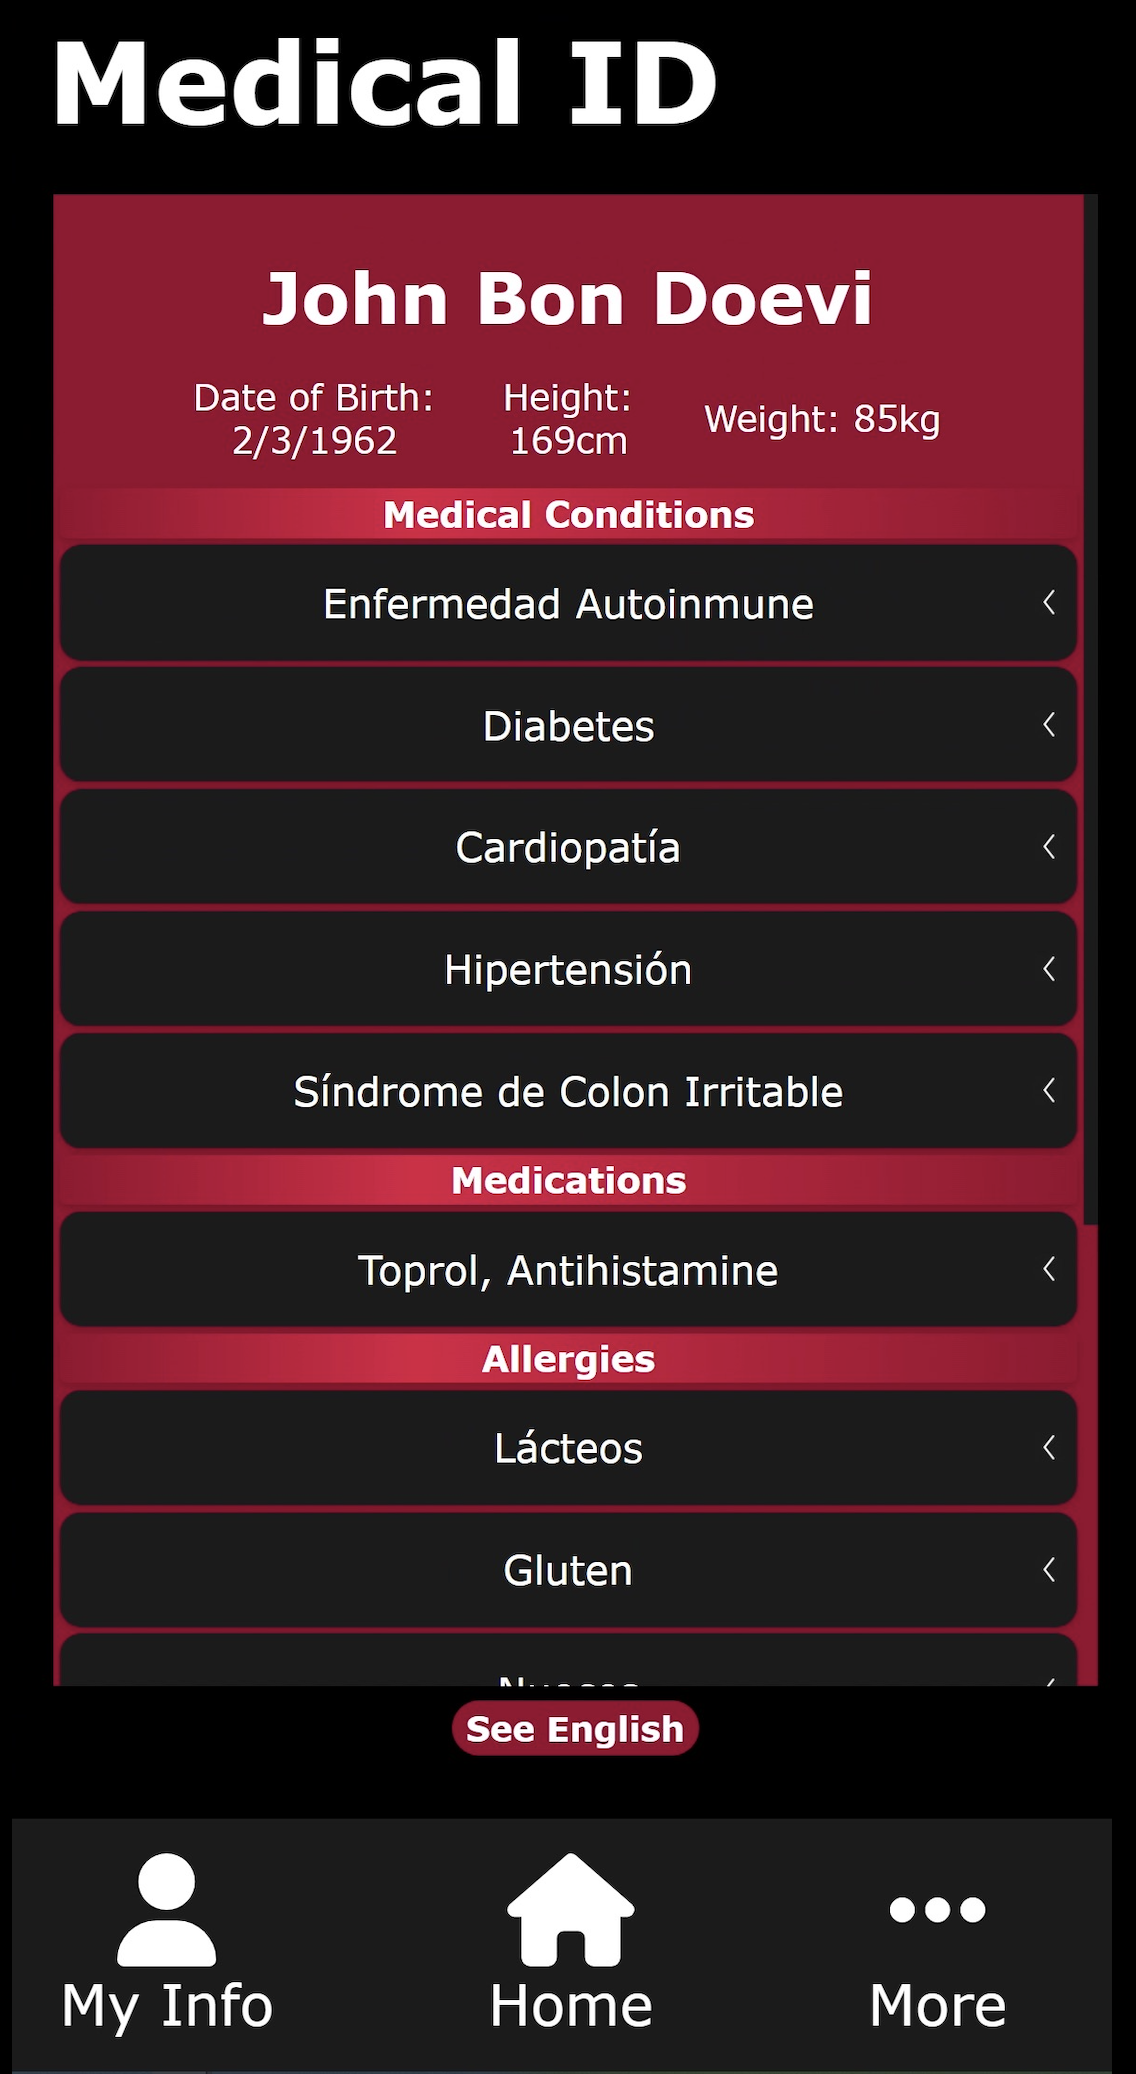 Medical ID
John Bon Doevi
Date of Birth:
2/3/1962
Height:
169cm
Weight: 85kg
Medical Conditions
Enfermedad Autoinmune
Diabetes
Cardiopatía
Hipertensión
Síndrome de Colon Irritable
Medications
Toprol, Antihistamine
Allergies
Lácteos
Gluten
See English
My Info
Home
More